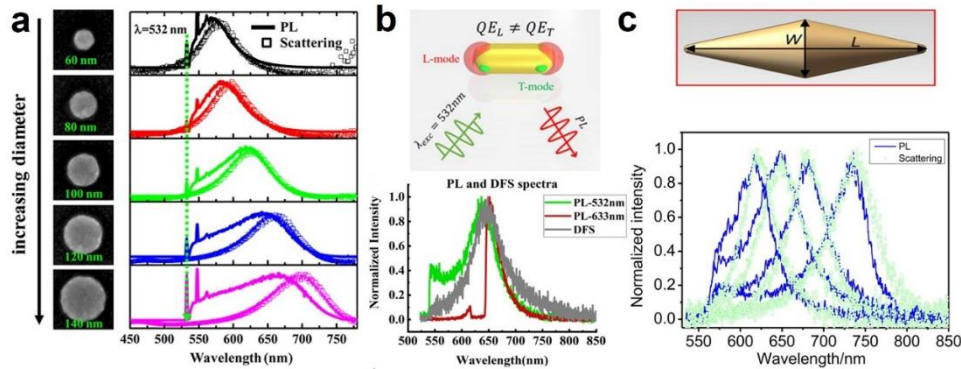 a
increasing diameter
60 nm
80 nm
100 nm
120 nm
140 nm
λ=532 nm
PL
Scattering
450 500 550 600 650 700 750
Wavelength (nm)
b
QE_L ≠ QE_T
L-mode
T-mode
λ_exc = 532nm
PL
PL and DFS spectra
PL-532nm
PL-633nm
DFS
Normalized Intensity
1.0
0.8
0.6
0.4
0.2
0.0
500 550 600 650 700 750 800 850
Wavelength(nm)
c
W
L
PL
Scattering
Normalized intensity
1.0
0.8
0.6
0.4
0.2
0.0
550 600 650 700 750 800 850
Wavelength/nm